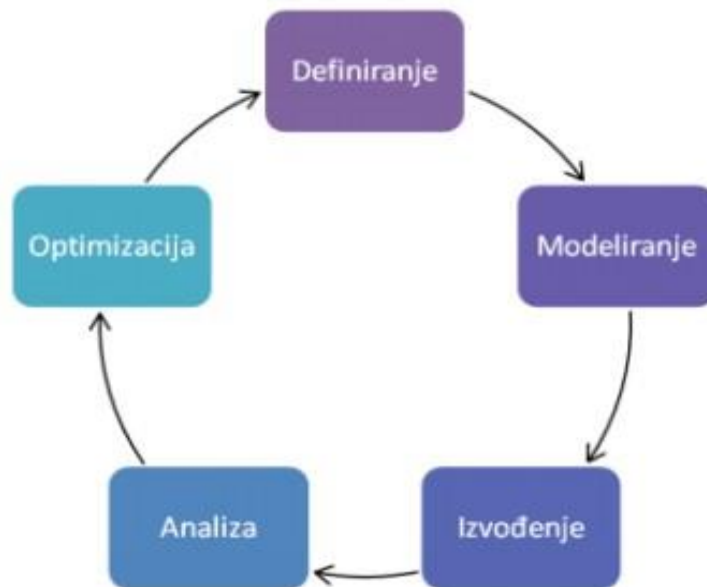 Definiranje
Modeliranje
Izvođenje
Analiza
Optimizacija